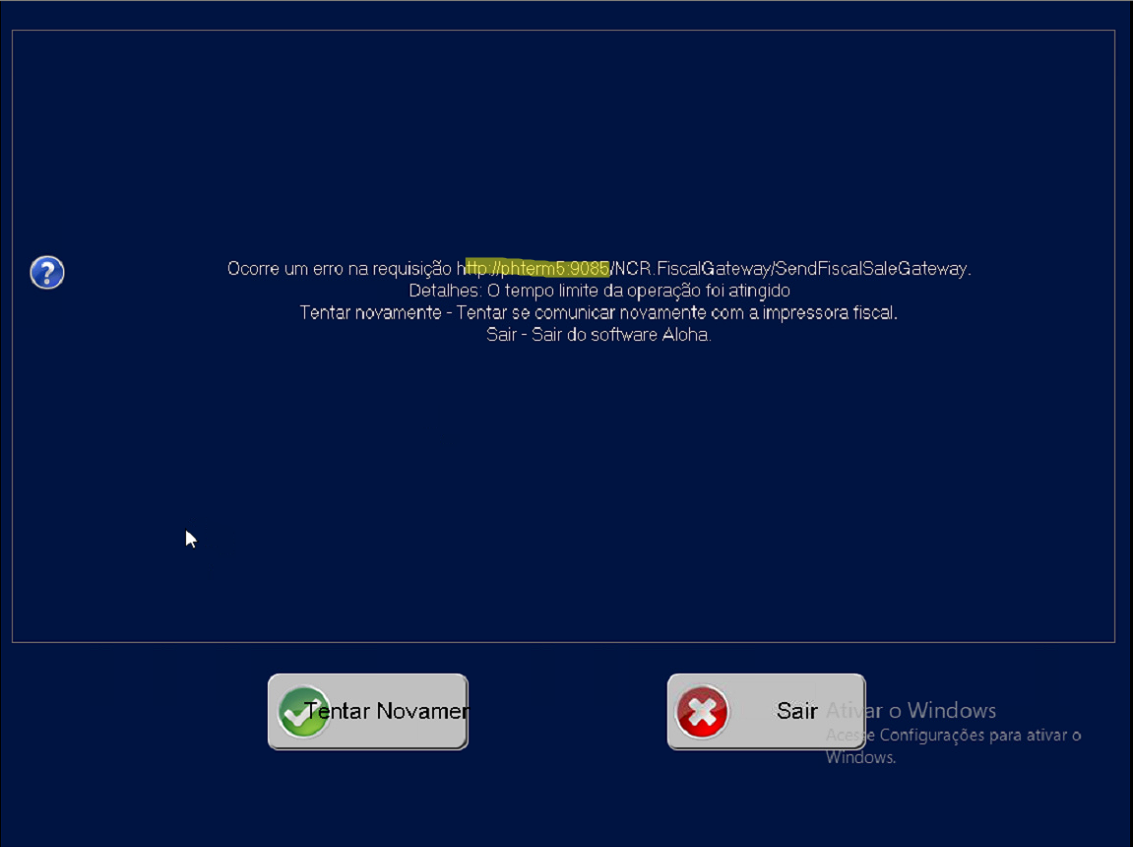 Ocorre um erro na requisição http://phterm5:9085/NCR.FiscalGateway/SendFiscalSaleGateway.
Detalhes: O tempo limite da operação foi atingido
Tentar novamente - Tentar se comunicar novamente com a impressora fiscal.
Sair - Sair do software Aloha.
Tentar Novamer
Sair
Ativar o Windows
Acesse Configurações para ativar o
Windows.